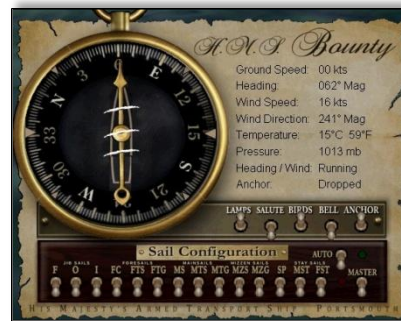 H.M.S. Bounty
Ground Speed: 00 kts
Heading: 062° Mag
Wind Speed: 16 kts
Wind Direction: 241° Mag
Temperature: 15°C 59°F
Pressure: 1013 mb
Heading / Wind: Running
Anchor: Dropped
N 3 6 E 12 15 S 21 W 33
LAMPS SALUTE BIRDS BELL ANCHOR
Sail Configuration
AUTO
JIB SAILS FORESAILS MAINSAILS MIZZEN SAILS STAY SAILS
F O I FC FTS FTG MS MTS MTG MZS MZG SP MST FST MASTER
HIS MAJESTY'S ARMED TRANSPORT SHIP PORTSMOUTH